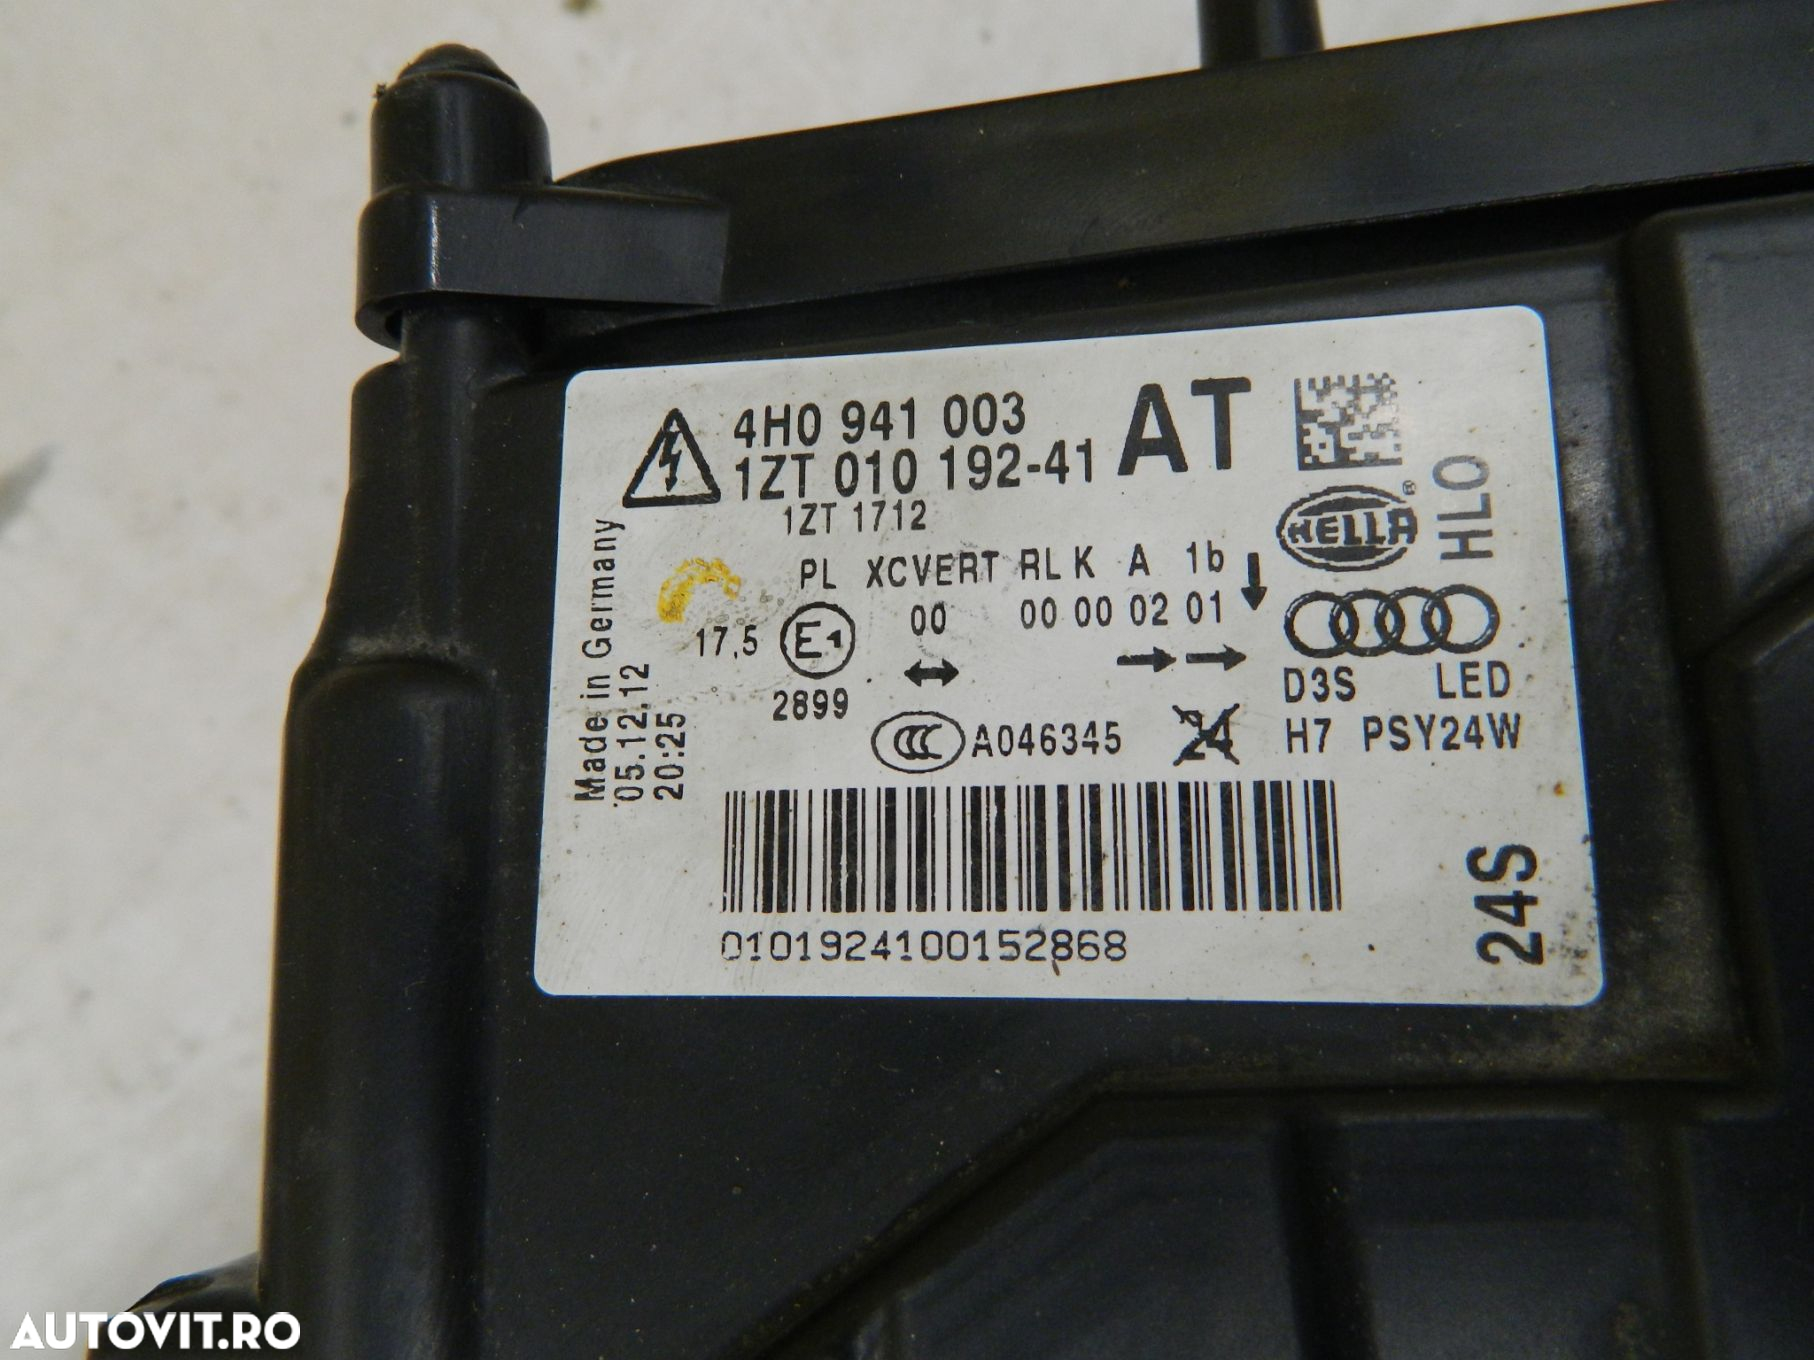 4H0 941 003 AT
1ZT 010 192-41
1ZT 1712
HELLA®
HLO
PL XCVERT RL K A 1b
00 00 00 02 01
17,5 E1
2899
D3S LED
A046345 24 H7 PSY24W
CCC
Made in Germany
05.12.12
20:25
0101924100152868
24S
AUTOVIT.RO